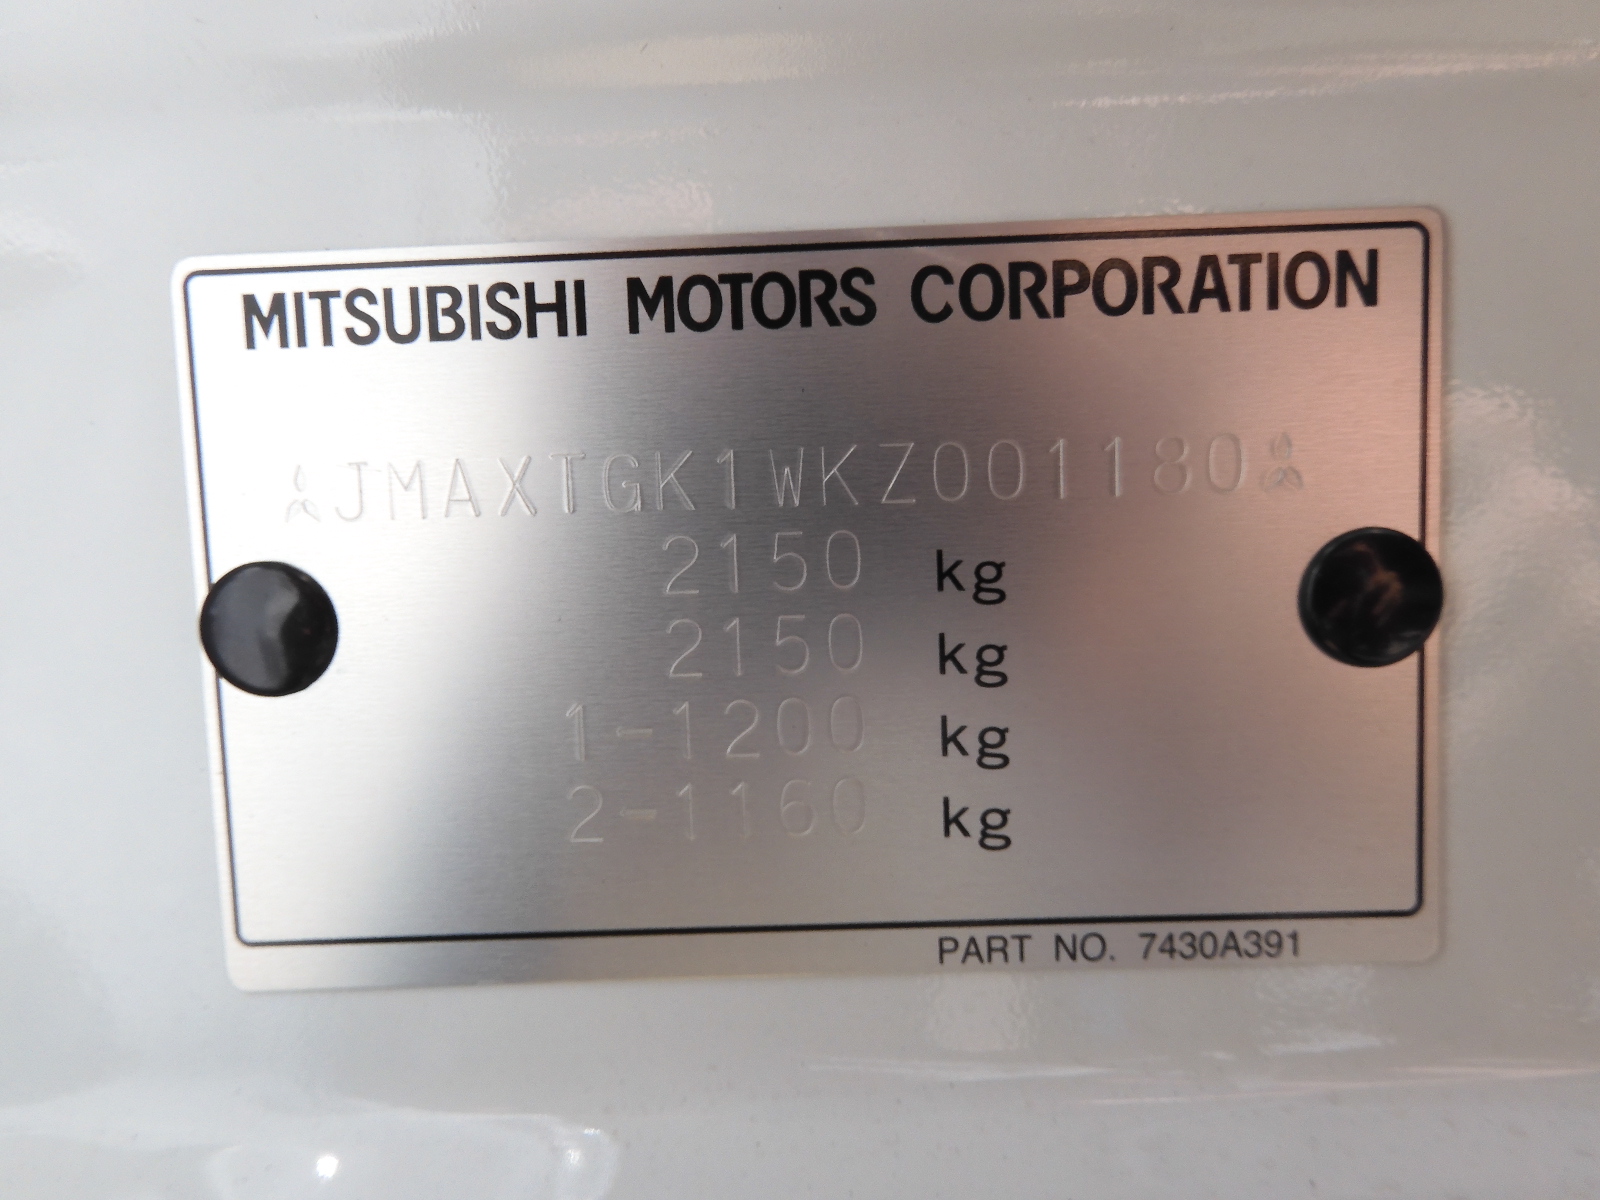 MITSUBISHI MOTORS CORPORATION
JMAXTGK1WKZ001180
2150 kg
2150 kg
1-1200 kg
2-1160 kg
PART NO. 7430A391